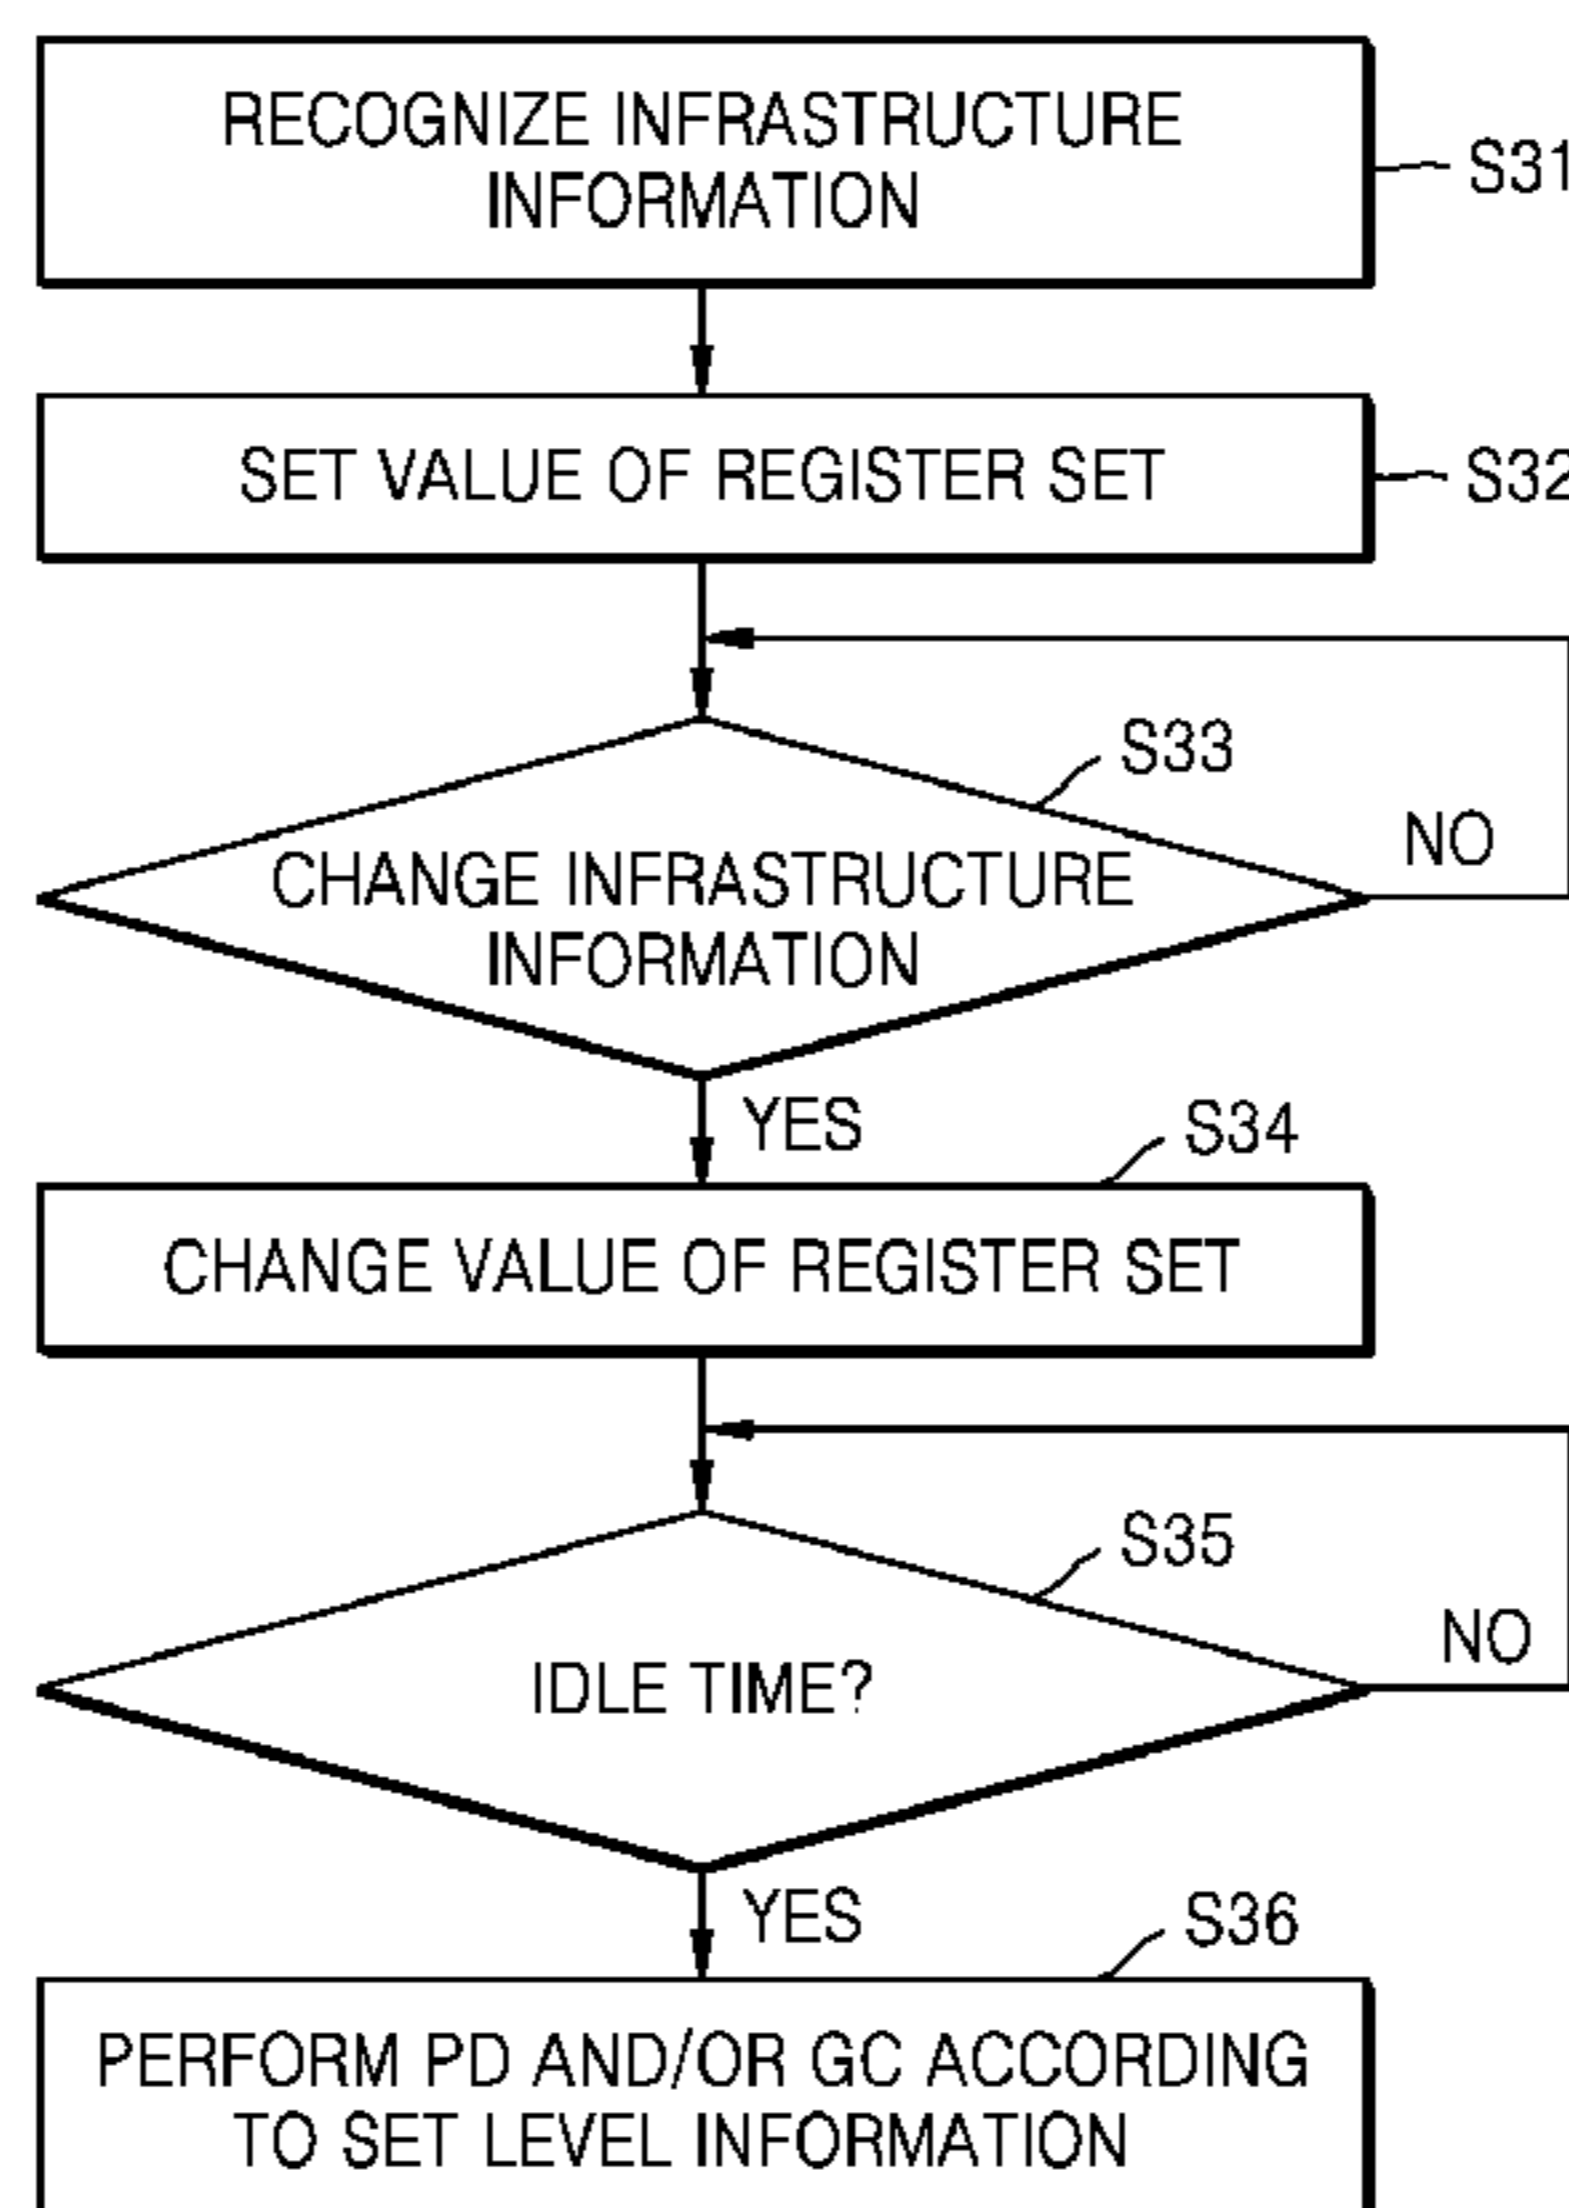 RECOGNIZE INFRASTRUCTURE
INFORMATION
S31
SET VALUE OF REGISTER SET
S32
S33
NO
CHANGE INFRASTRUCTURE
INFORMATION
YES
S34
CHANGE VALUE OF REGISTER SET
S35
NO
IDLE TIME?
YES
S36
PERFORM PD AND/OR GC ACCORDING
TO SET LEVEL INFORMATION